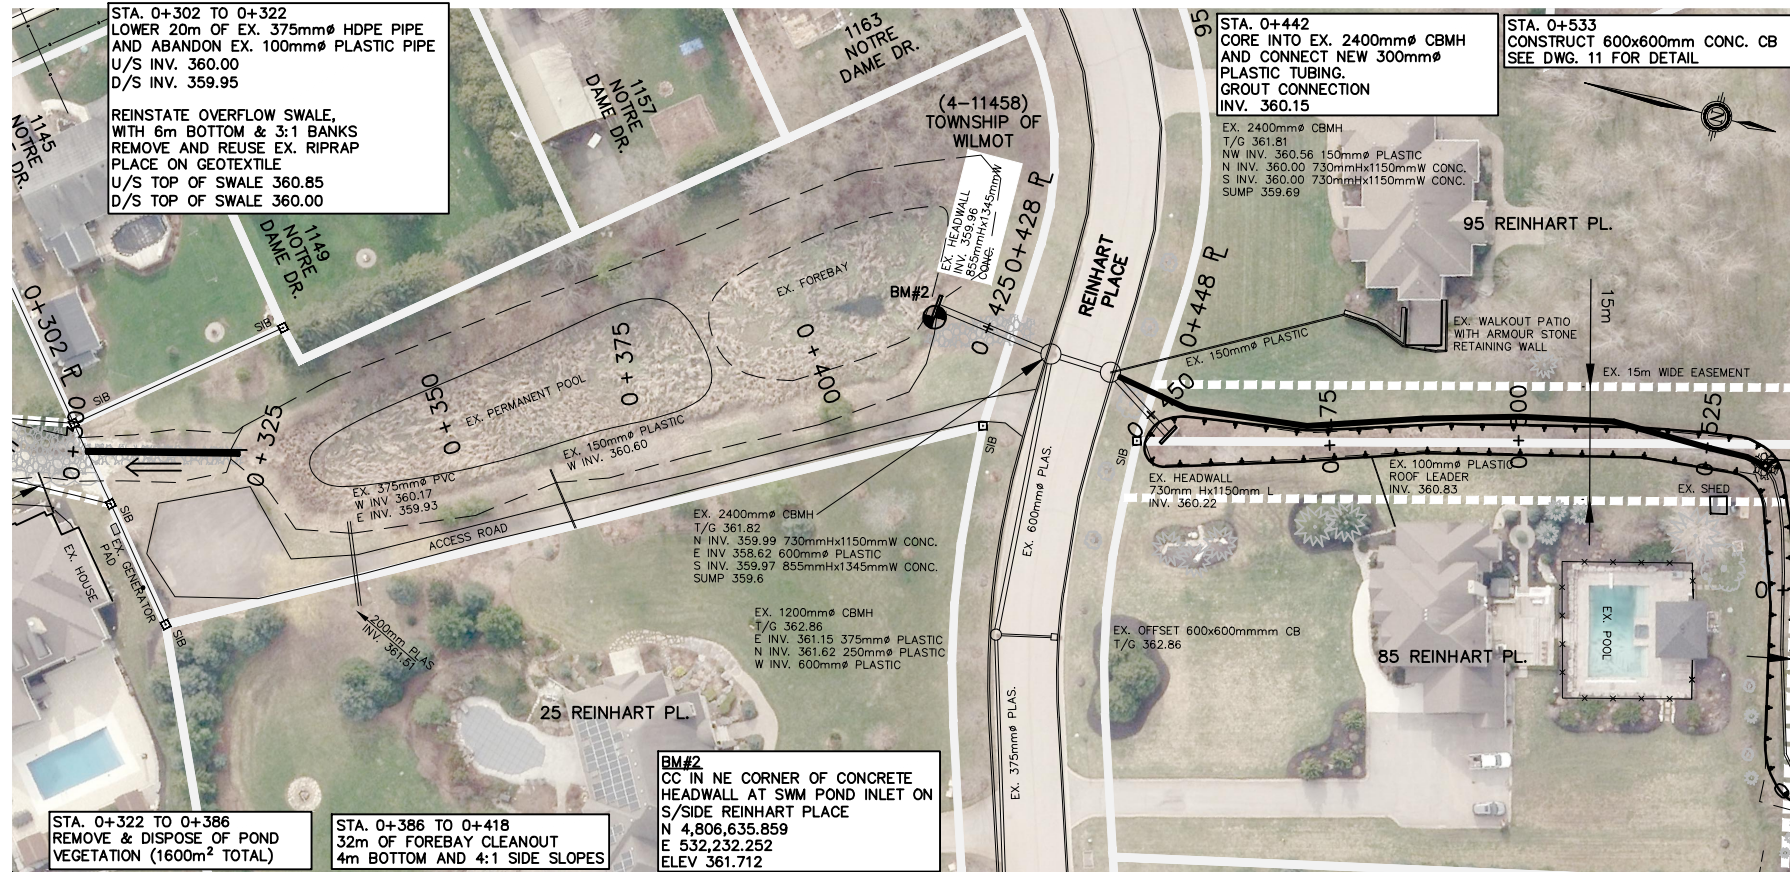 STA. 0+302 TO 0+322
LOWER 20m OF EX. 375mmø HDPE PIPE
AND ABANDON EX. 100mmø PLASTIC PIPE
U/S INV. 360.00
D/S INV. 359.95
REINSTATE OVERFLOW SWALE,
WITH 6m BOTTOM & 3:1 BANKS
REMOVE AND REUSE EX. RIPRAP
PLACE ON GEOTEXTILE
U/S TOP OF SWALE 360.85
D/S TOP OF SWALE 360.00
1163
NOTRE
DAME DR.
1157
NOTRE
DAME DR.
1145
NOTRE
DR.
1149
NOTRE
DAME DR.
(4-11458)
TOWNSHIP OF
WILMOT
95
STA. 0+442
CORE INTO EX. 2400mmø CBMH
AND CONNECT NEW 300mmø
PLASTIC TUBING.
GROUT CONNECTION
INV. 360.15
STA. 0+533
CONSTRUCT 600x600mm CONC. CB
SEE DWG. 11 FOR DETAIL
N
EX. 2400mmø CBMH
T/G 361.81
NW INV. 360.56 150mmø PLASTIC
N INV. 360.00 730mmHx1150mmW CONC.
S INV. 360.00 730mmHx1150mmW CONC.
SUMP 359.69
95 REINHART PL.
15m
EX. WALKOUT PATIO
WITH ARMOUR STONE
RETAINING WALL
EX. 15m WIDE EASEMENT
EX. 150mmø PLASTIC
EX. HEADWALL
INV. 359.96
855mmHx1345mmW
CONC.
REINHART
PLACE
0+302 PL
0+325
0+350
0+375
0+400
0+425
0+428 PL
0+448 PL
0+450
0+525
SIB
SIB
SIB
SIB
SIB
SIB
BM#2
EX. FOREBAY
EX. PERMANENT POOL
EX. 150mmø PLASTIC
W INV. 360.60
EX. 375mmø PVC
W INV 360.17
E INV. 359.93
ACCESS ROAD
EX. HOUSE
EX. GENERATOR
PAD
200mm PLAS
INV. 361.51
EX. 2400mmø CBMH
T/G 361.82
N INV. 359.99 730mmHx1150mmW CONC.
E INV 358.62 600mmø PLASTIC
S INV. 359.97 855mmHx1345mmW CONC.
SUMP 359.6
EX. 1200mmø CBMH
T/G 362.86
E INV. 361.15 375mmø PLASTIC
N INV. 361.62 250mmø PLASTIC
W INV. 600mmø PLASTIC
EX. 600mmø PLAS.
EX. 375mmø PLAS.
EX. HEADWALL
730mm Hx1150mm L
INV. 360.22
EX. 100mmø PLASTIC
ROOF LEADER
INV. 360.83
EX. SHED
EX. OFFSET 600x600mmmm CB
T/G 362.86
85 REINHART PL.
EX. POOL
25 REINHART PL.
STA. 0+322 TO 0+386
REMOVE & DISPOSE OF POND
VEGETATION (1600m² TOTAL)
STA. 0+386 TO 0+418
32m OF FOREBAY CLEANOUT
4m BOTTOM AND 4:1 SIDE SLOPES
BM#2
CC IN NE CORNER OF CONCRETE
HEADWALL AT SWM POND INLET ON
S/SIDE REINHART PLACE
N 4,806,635.859
E 532,232.252
ELEV 361.712